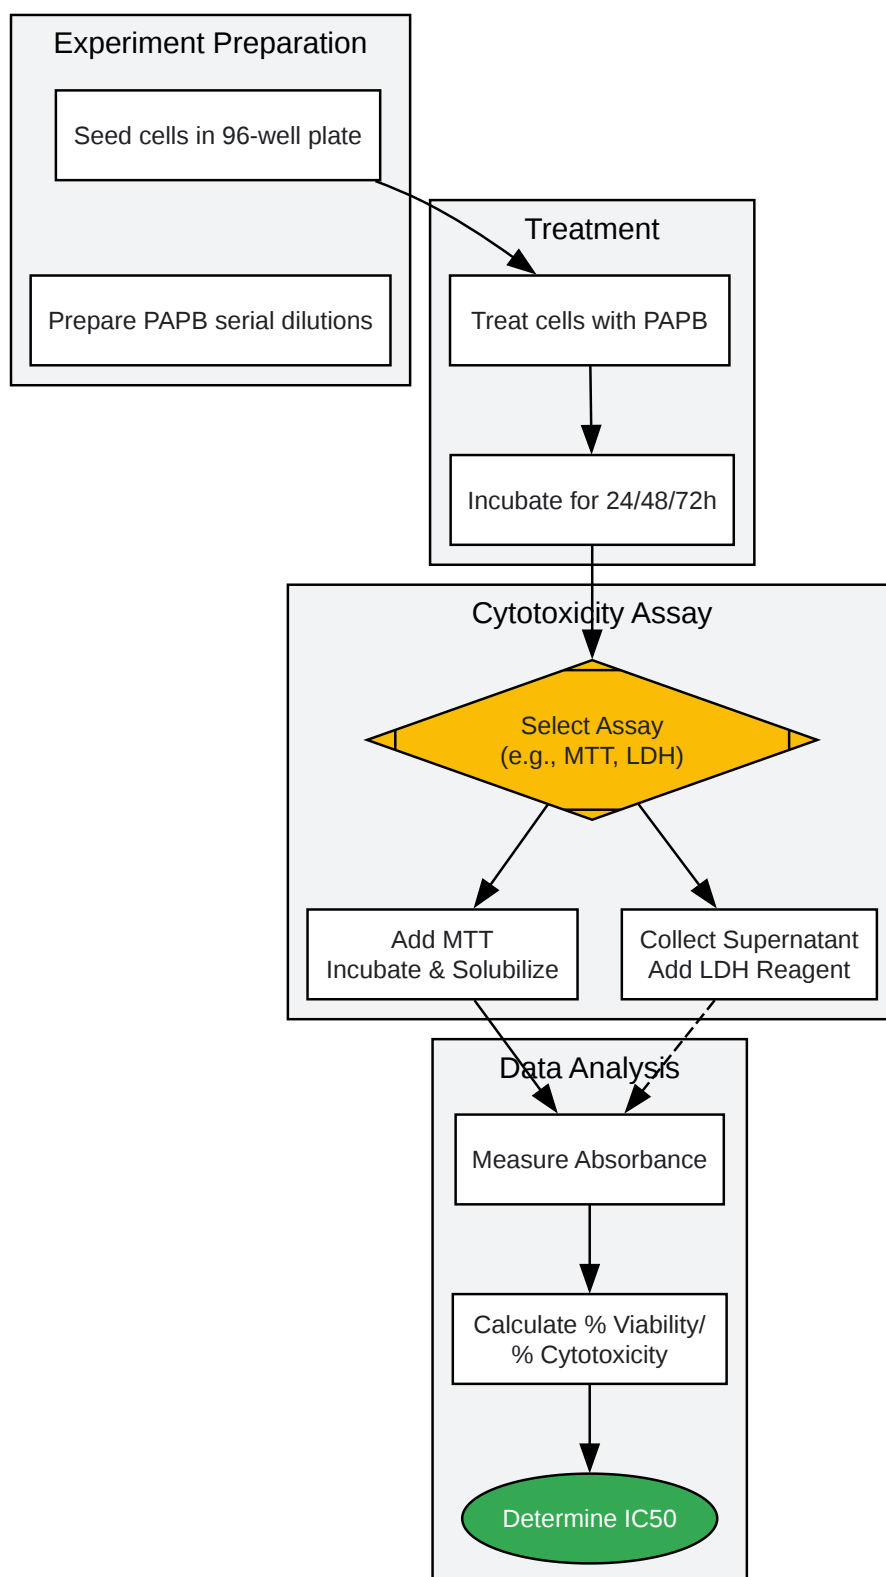 Experiment Preparation
Seed cells in 96-well plate
Prepare PAPB serial dilutions
Treatment
Treat cells with PAPB
Incubate for 24/48/72h
Cytotoxicity Assay
Select Assay
(e.g., MTT, LDH)
Add MTT
Incubate & Solubilize
Collect Supernatant
Add LDH Reagent
Data Analysis
Measure Absorbance
Calculate % Viability/
% Cytotoxicity
Determine IC50